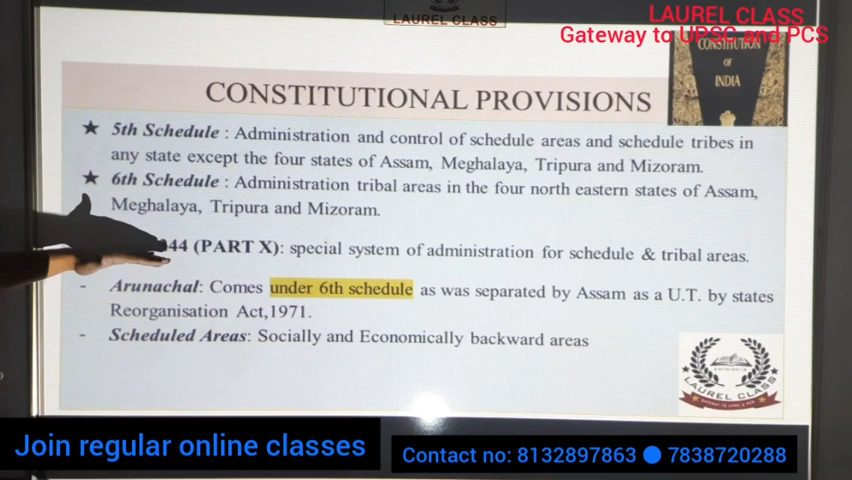 LAUREL CLASS
LAUREL CLASS
Gateway to UPSC and PCS
CONSTITUTION
OF
INDIA
CONSTITUTIONAL PROVISIONS
★ 5th Schedule : Administration and control of schedule areas and schedule tribes in
any state except the four states of Assam, Meghalaya, Tripura and Mizoram.
★ 6th Schedule : Administration tribal areas in the four north eastern states of Assam,
Meghalaya, Tripura and Mizoram.
44 (PART X): special system of administration for schedule & tribal areas.
- Arunachal: Comes under 6th schedule as was separated by Assam as a U.T. by states
Reorganisation Act,1971.
- Scheduled Areas: Socially and Economically backward areas
LAUREL CLASS
GATEWAY TO UPSC & PCS
Join regular online classes
Contact no: 8132897863 🔵 7838720288